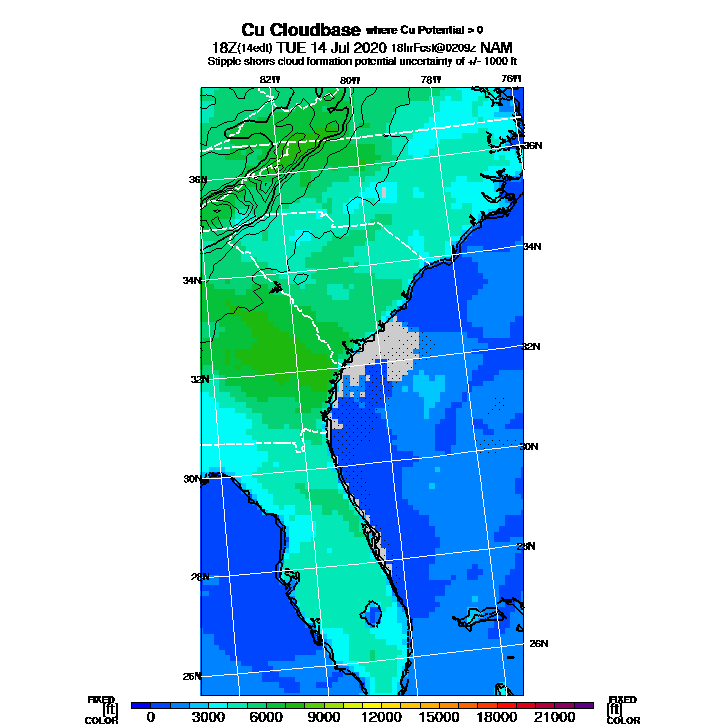 Cu Cloudbase where Cu Potential > 0
18Z(14edt) TUE 14 Jul 2020 18hrFcst@0209z NAM
Stipple shows cloud formation potential uncertainty of +/- 1000 ft
82W 80W 78W 76W
36N
36N
34N
34N
32N
32N
30N
30N
28N
28N
26N
26N
FIXED FIXED
[ft] [ft]
COLOR 0 3000 6000 9000 12000 15000 18000 21000 COLOR